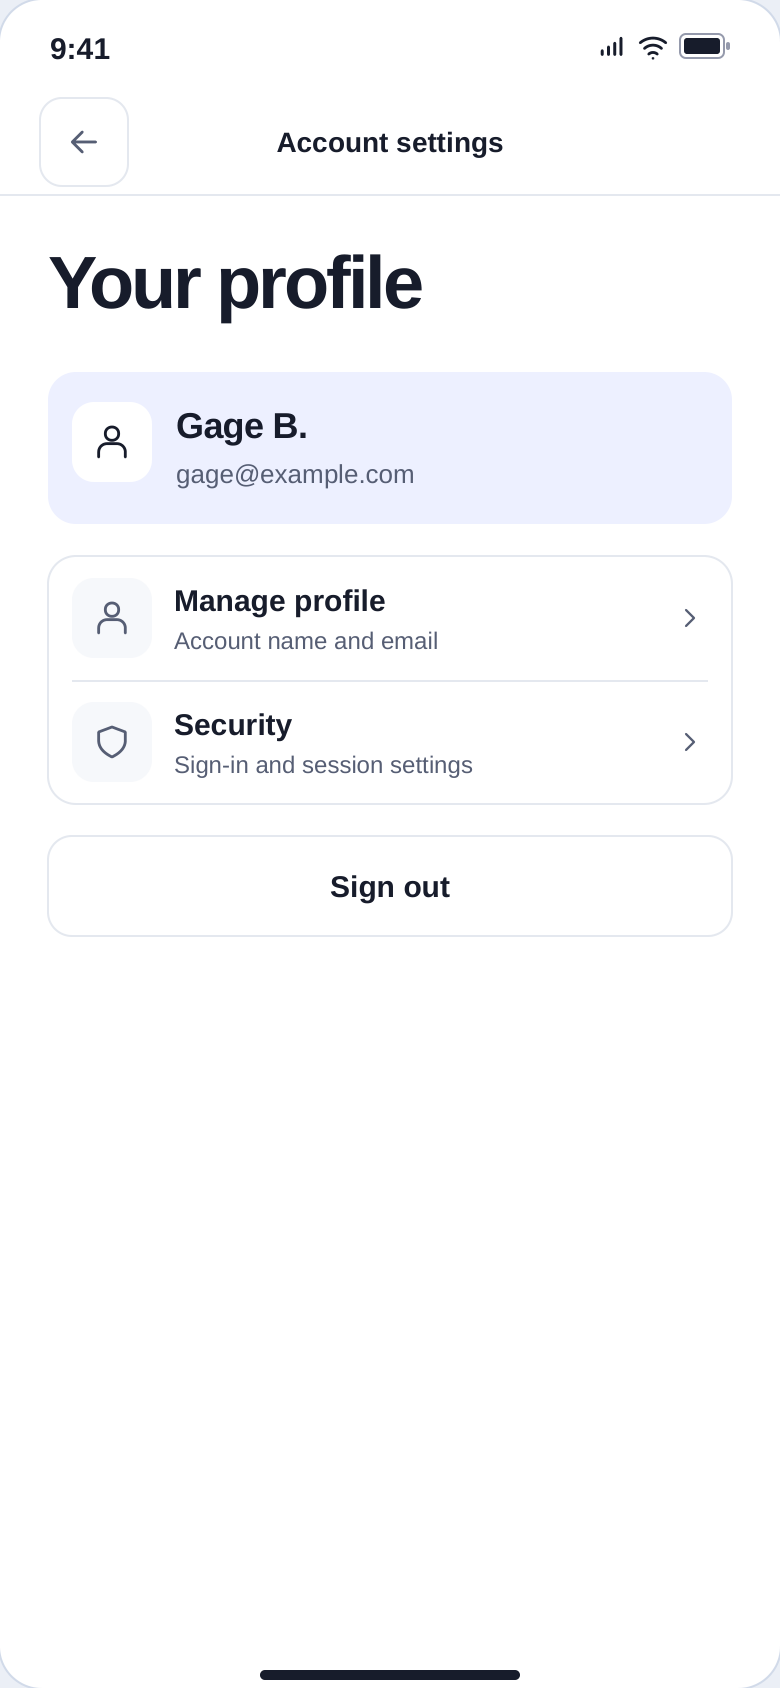 9:41
Account settings
Your profile
Gage B.
gage@example.com
Manage profile
Account name and email
Security
Sign-in and session settings
Sign out